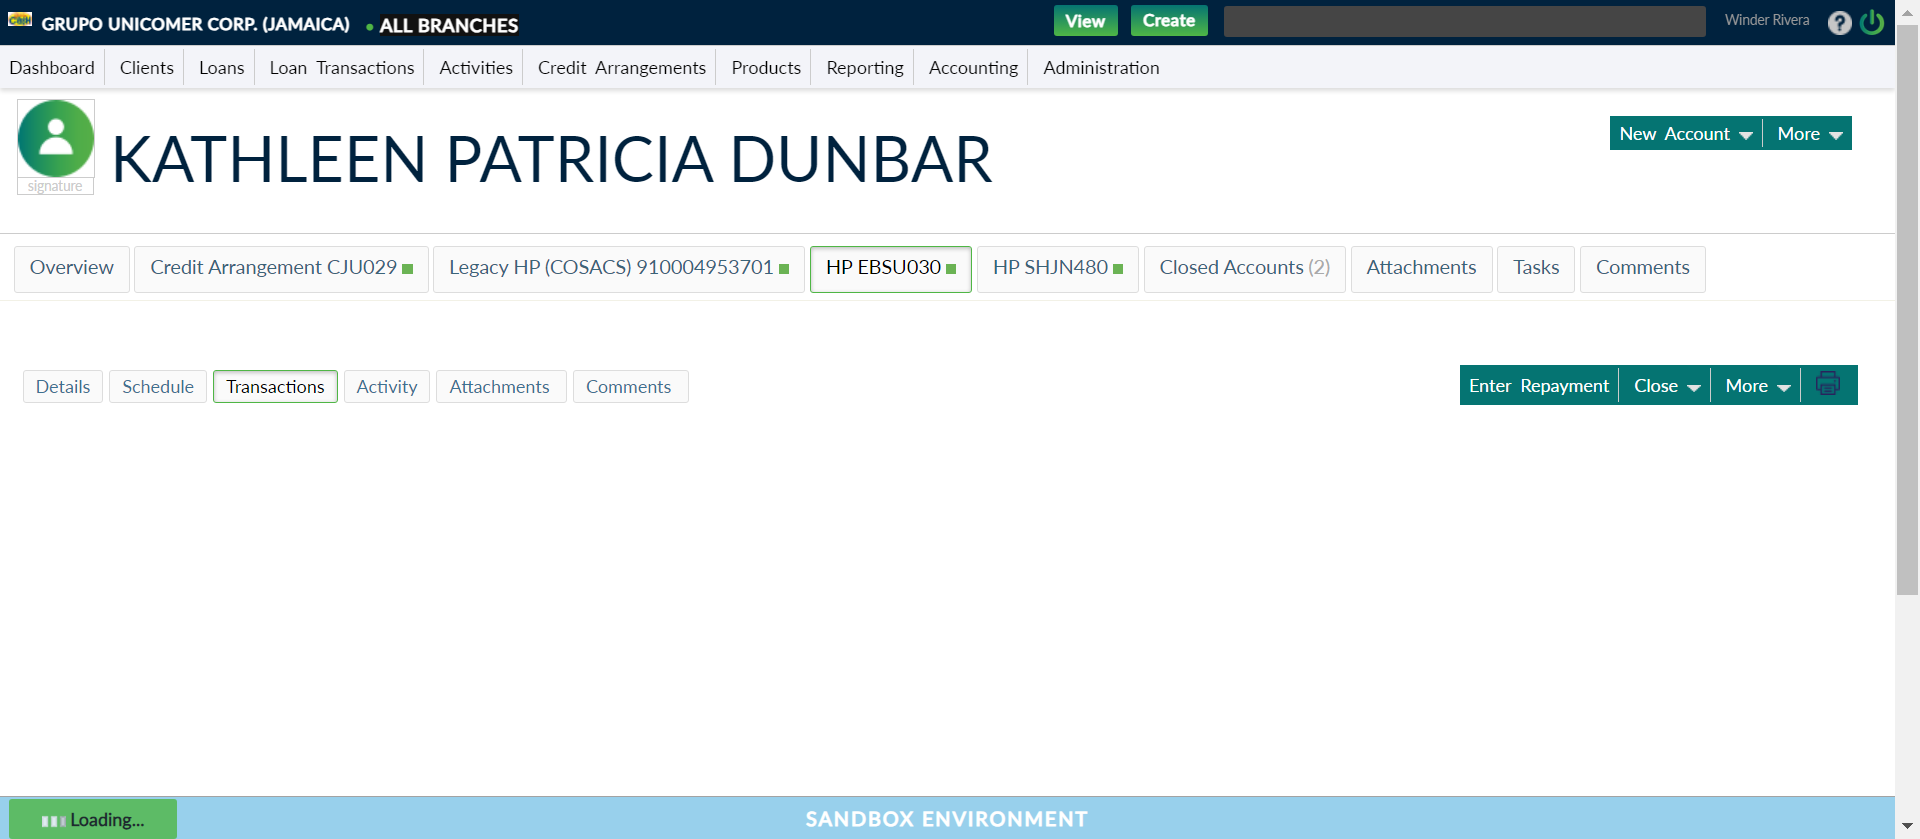 GRUPO UNICOMER CORP. (JAMAICA) • ALL BRANCHES View Create Winder Rivera ?
Dashboard Clients Loans Loan Transactions Activities Credit Arrangements Products Reporting Accounting Administration
KATHLEEN PATRICIA DUNBAR
New Account More
signature
Overview Credit Arrangement CJU029 Legacy HP (COSACS) 910004953701 HP EBSU030 HP SHJN480 Closed Accounts (2) Attachments Tasks Comments
Details Schedule Transactions Activity Attachments Comments Enter Repayment Close More
Loading... SANDBOX ENVIRONMENT